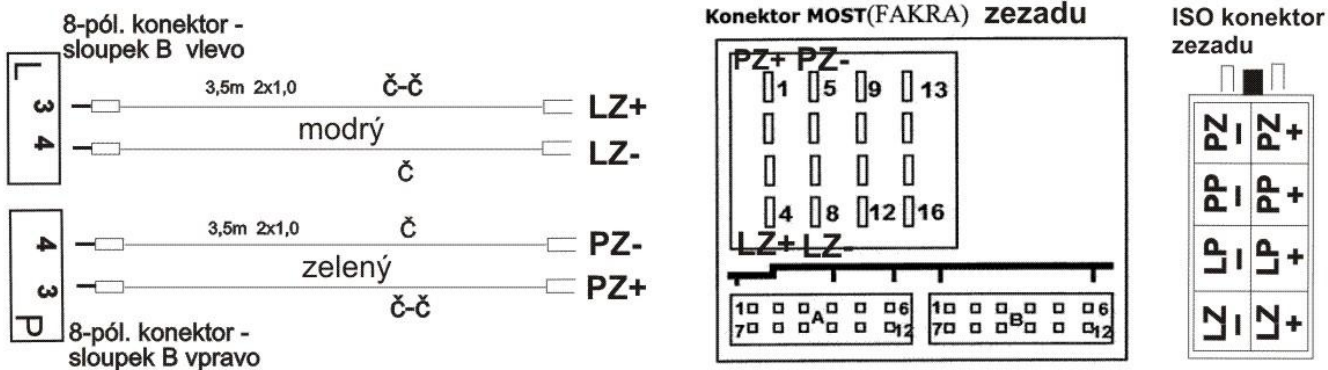 8-pól. konektor -
sloupek B vlevo
L
3
4
3,5m 2x1,0
č-č
modrý
č
LZ+
LZ-
4
3
P
3,5m 2x1,0
č
zelený
č-č
PZ-
PZ+
8-pól. konektor -
sloupek B vpravo
Konektor MOST(FAKRA) zezadu
PZ+ PZ-
1 5 9 13
4 8 12 16
LZ+ LZ-
1 A 6
7 12
1 B 6
7 12
ISO konektor
zezadu
PZ- PZ+
PP- PP+
LP- LP+
LZ- LZ+